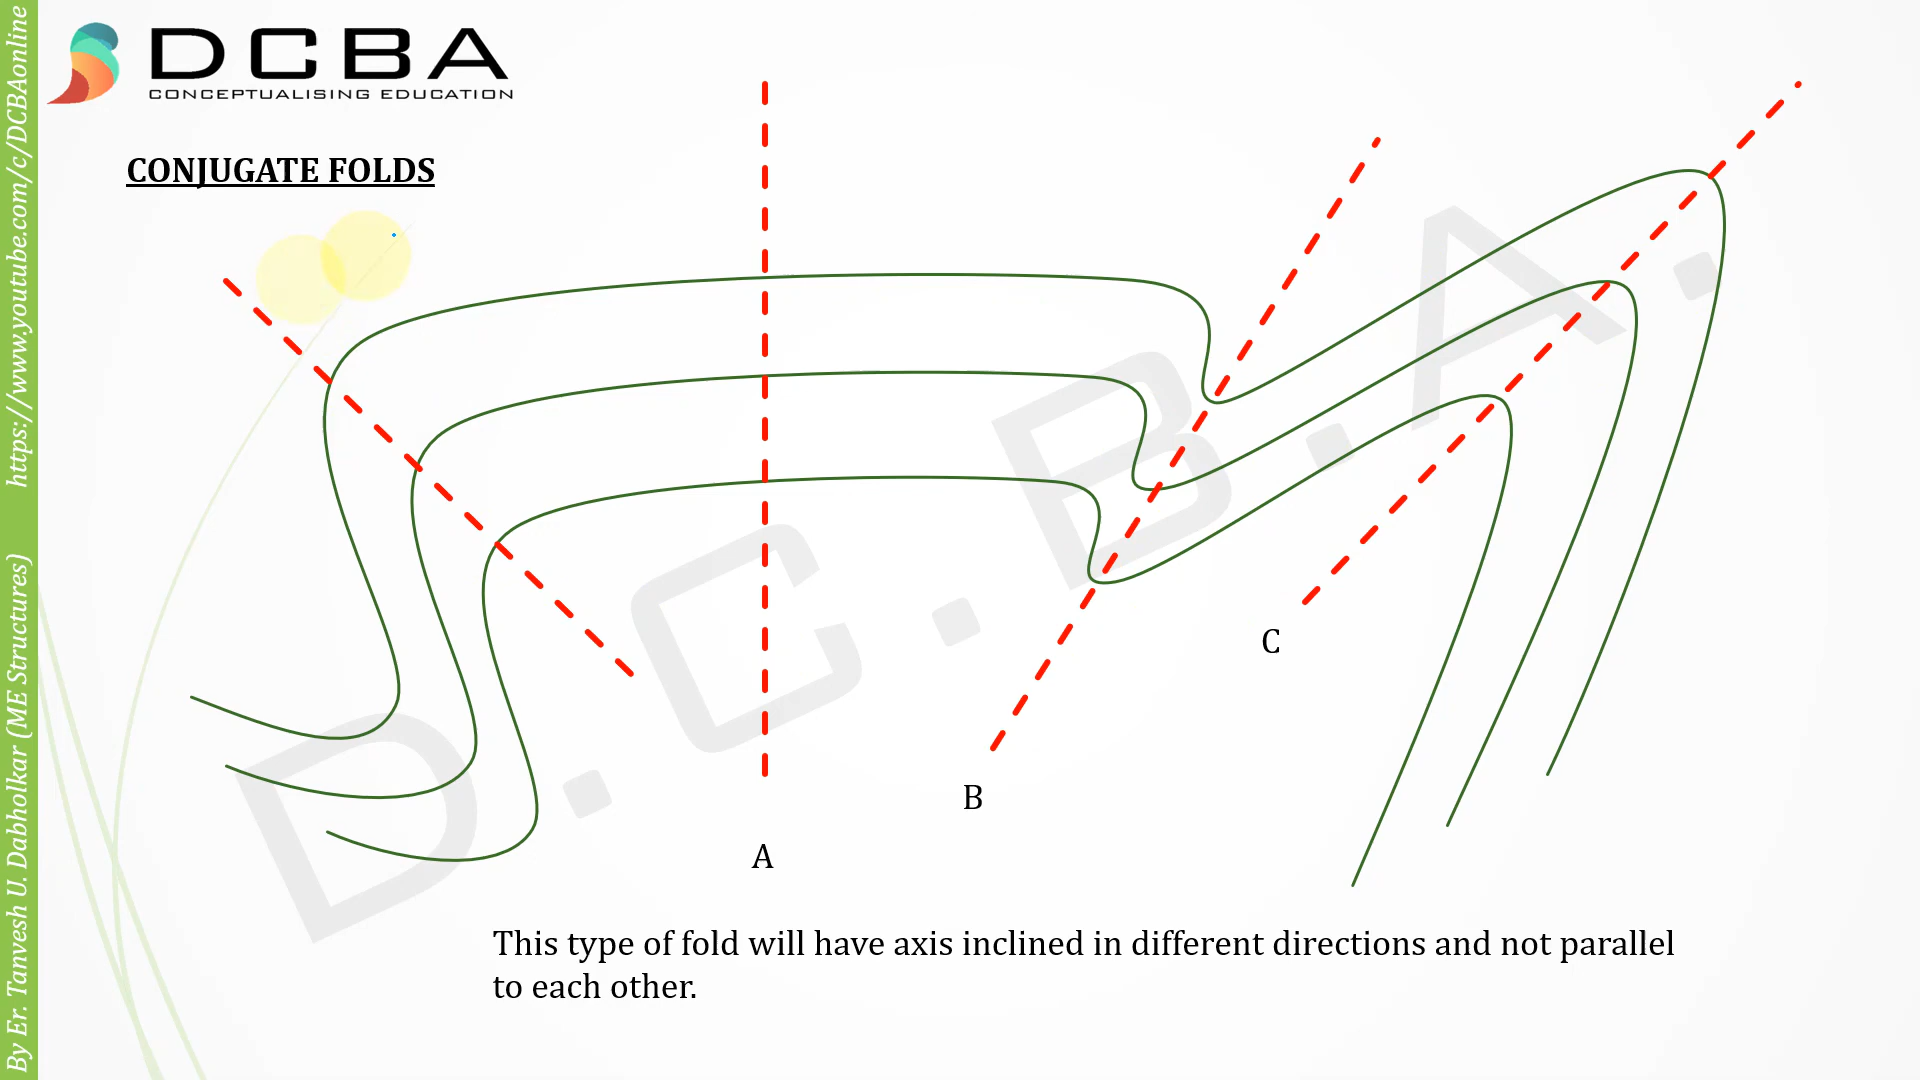 DCBA
CONCEPTUALISING EDUCATION
CONJUGATE FOLDS
By Er. Tanvesh U. Dabholkar (ME Structures) https://www.youtube.com/c/DCBAonline
D.C.B.A.
C
B
A
This type of fold will have axis inclined in different directions and not parallel
to each other.